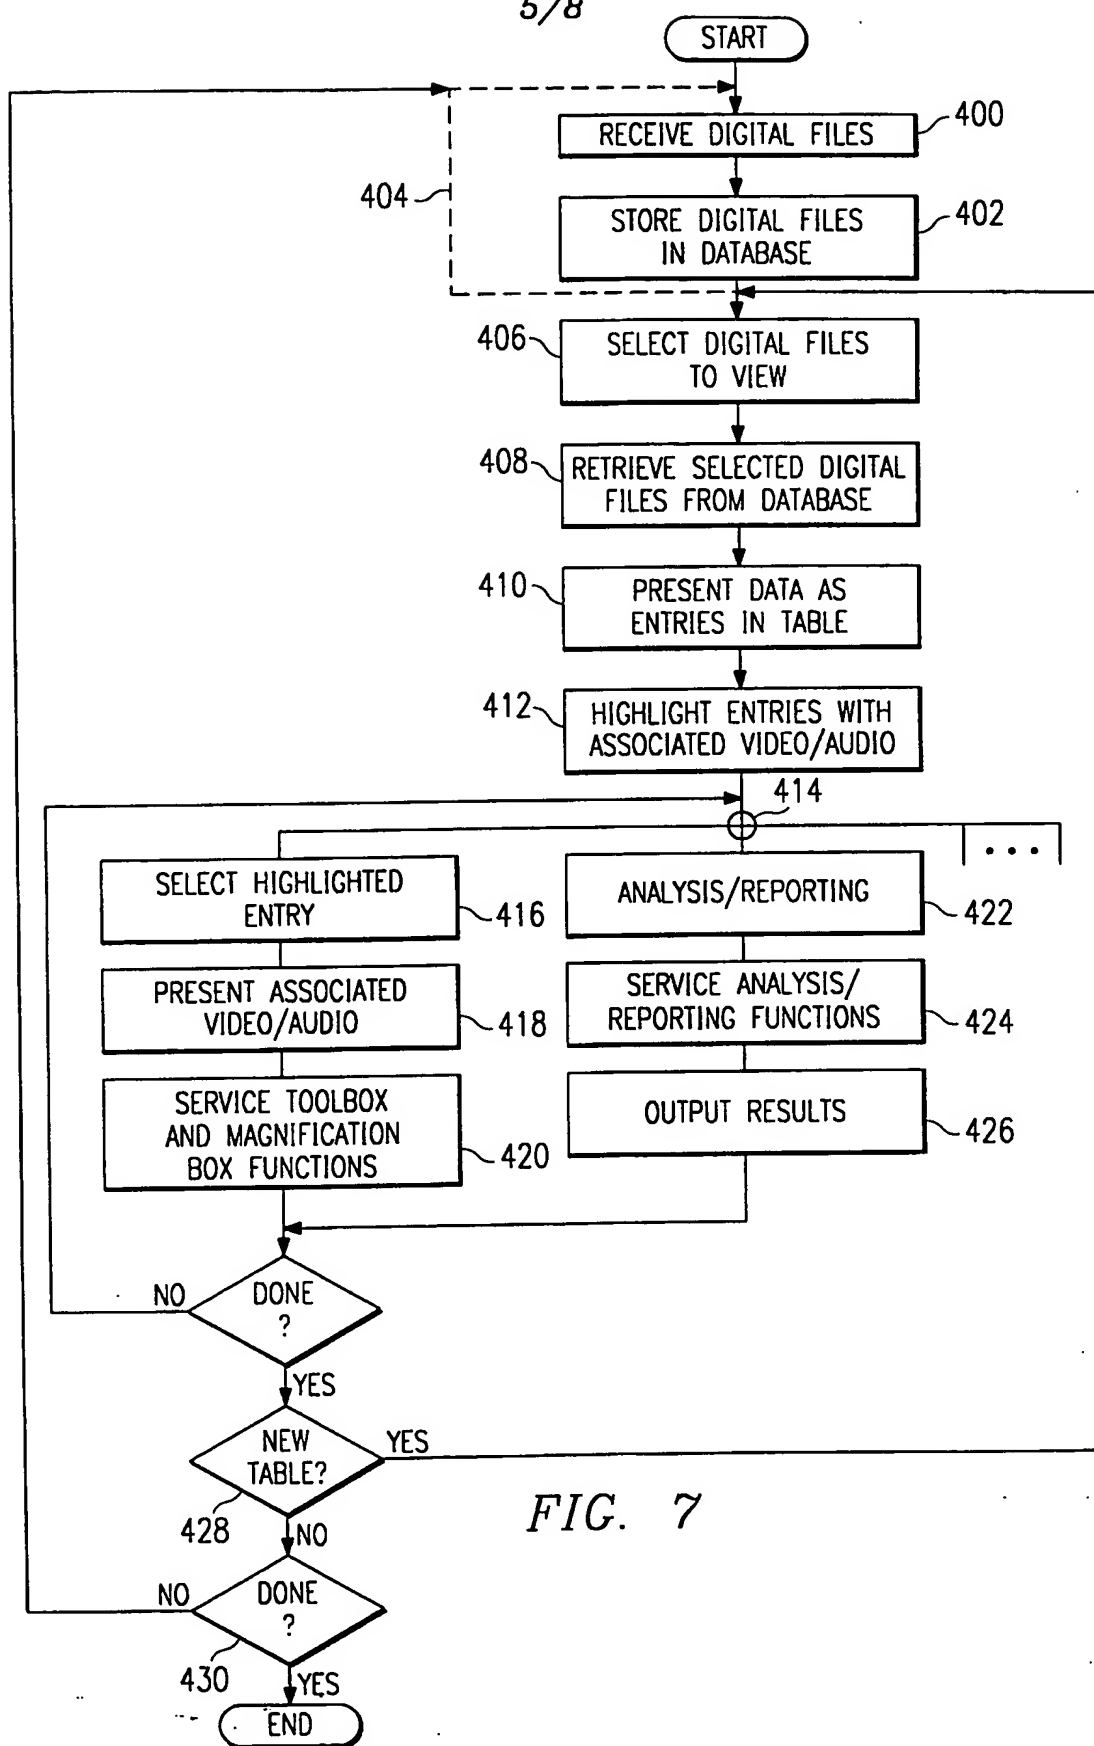 5/8
START
RECEIVE DIGITAL FILES
400
STORE DIGITAL FILES
IN DATABASE
402
404
406
SELECT DIGITAL FILES
TO VIEW
408
RETRIEVE SELECTED DIGITAL
FILES FROM DATABASE
410
PRESENT DATA AS
ENTRIES IN TABLE
412
HIGHLIGHT ENTRIES WITH
ASSOCIATED VIDEO/AUDIO
414
SELECT HIGHLIGHTED
ENTRY
416
ANALYSIS/REPORTING
422
• • •
PRESENT ASSOCIATED
VIDEO/AUDIO
418
SERVICE ANALYSIS/
REPORTING FUNCTIONS
424
SERVICE TOOLBOX
AND MAGNIFICATION
BOX FUNCTIONS
420
OUTPUT RESULTS
426
NO
DONE
?
YES
NEW
TABLE?
YES
428
NO
FIG. 7
NO
DONE
?
430
YES
END